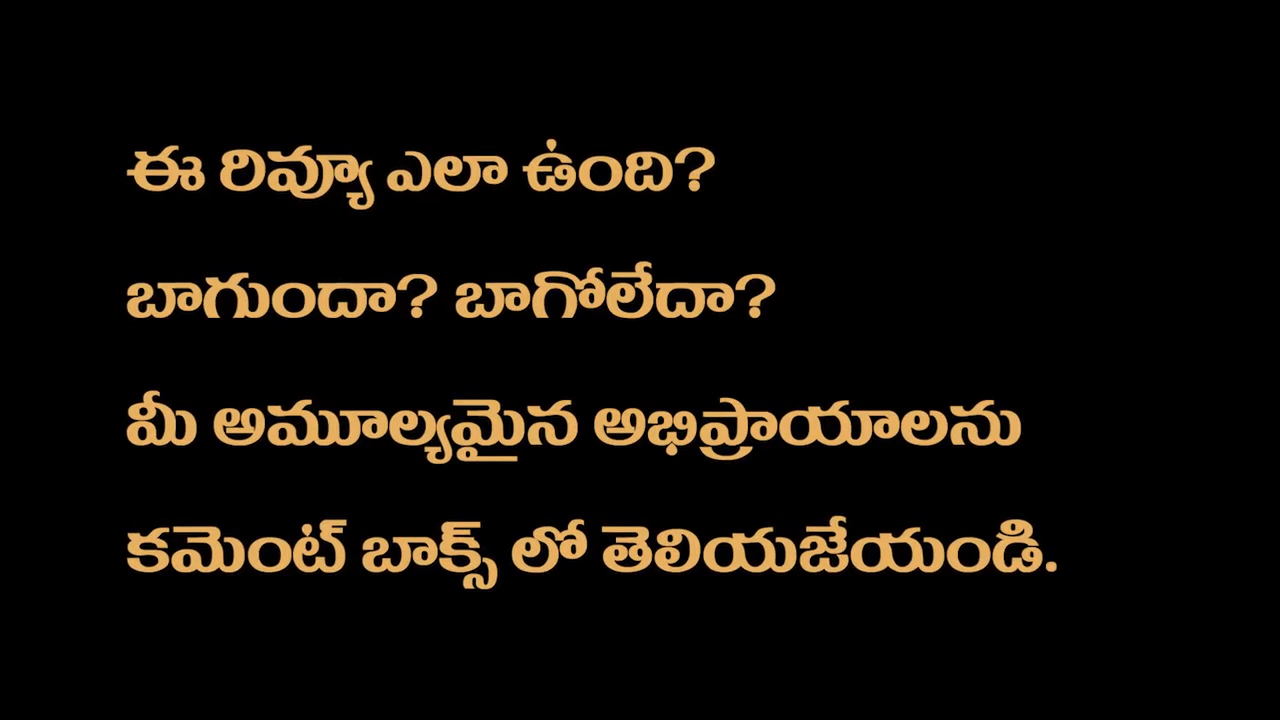 ఈ రివ్యూ ఎలా ఉంది?
బాగుందా? బాగోలేదా?
మీ అమూల్యమైన అభిప్రాయాలను
కమెంట్ బాక్స్ లో తెలియజేయండి.